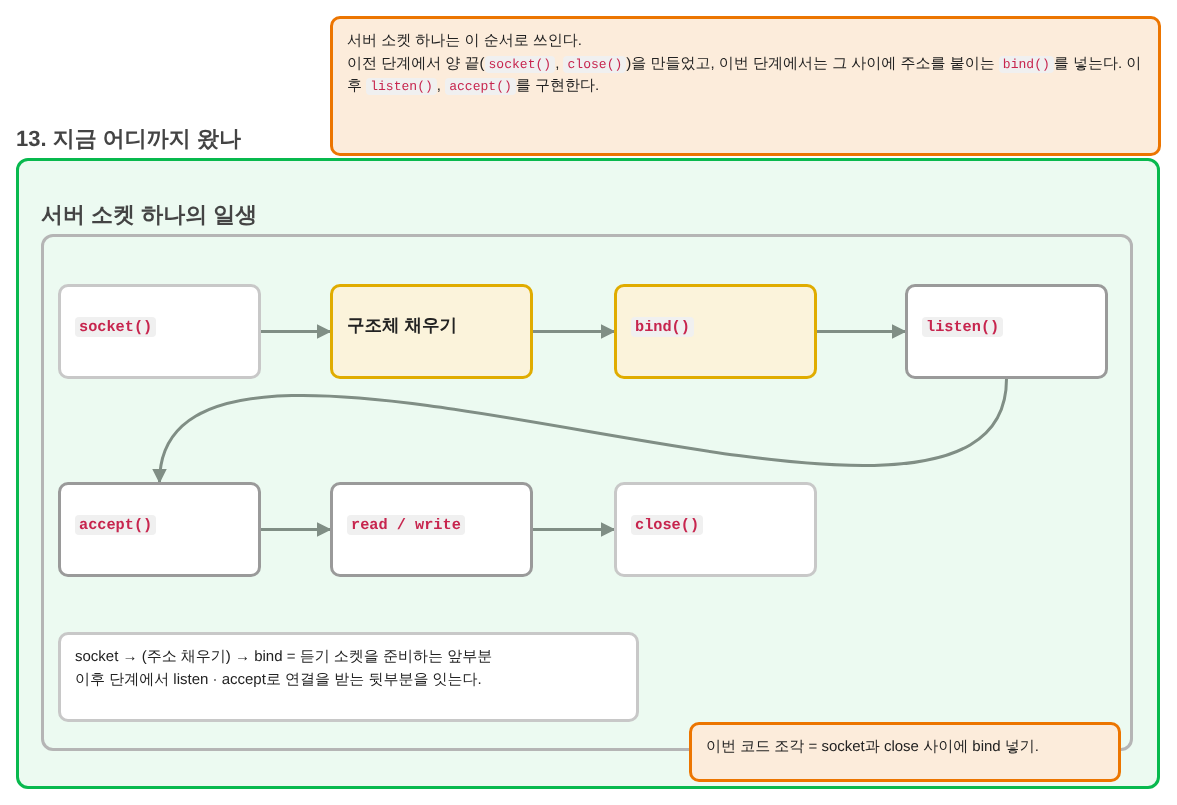 서버 소켓 하나는 이 순서로 쓰인다.
이전 단계에서 양 끝(socket(), close())을 만들었고, 이번 단계에서는 그 사이에 주소를 붙이는 bind()를 넣는다. 이
후 listen(), accept()를 구현한다.
13. 지금 어디까지 왔나
서버 소켓 하나의 일생
socket()
구조체 채우기
bind()
listen()
accept()
read / write
close()
socket → (주소 채우기) → bind = 듣기 소켓을 준비하는 앞부분
이후 단계에서 listen · accept로 연결을 받는 뒷부분을 잇는다.
이번 코드 조각 = socket과 close 사이에 bind 넣기.